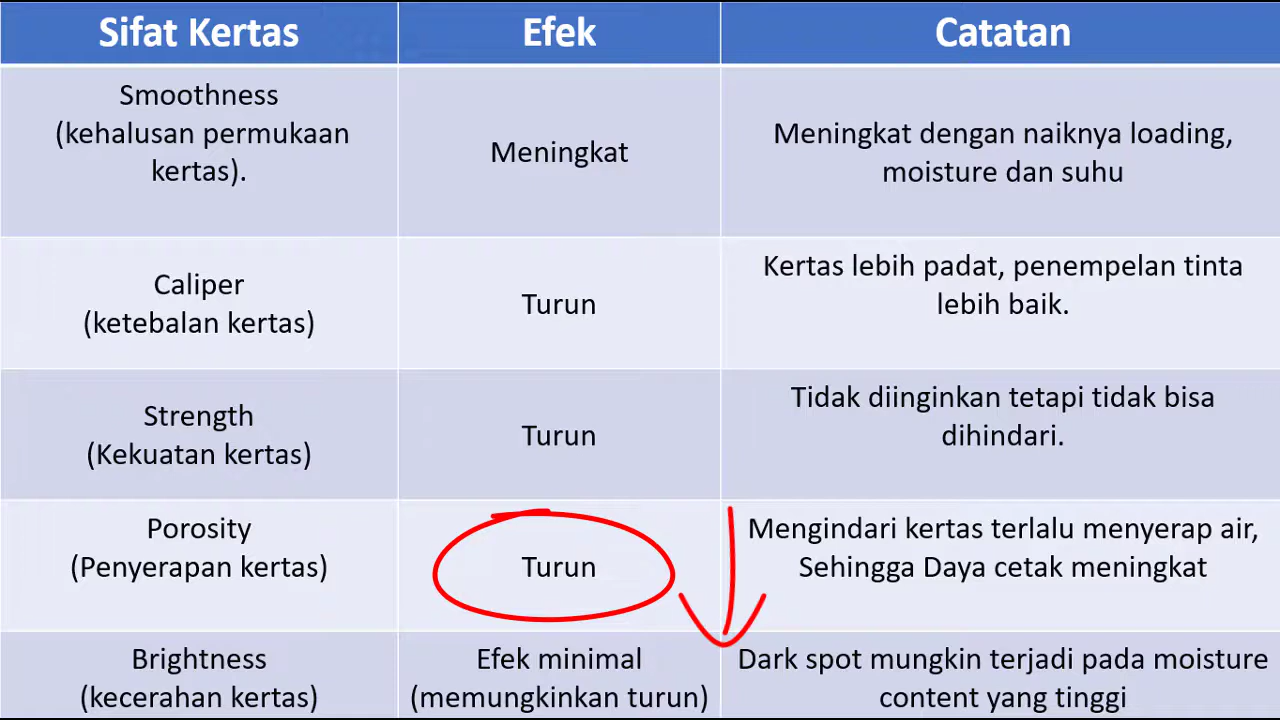 Sifat Kertas
Efek
Catatan
Smoothness
(kehalusan permukaan
kertas).
Meningkat
Meningkat dengan naiknya loading,
moisture dan suhu
Caliper
(ketebalan kertas)
Turun
Kertas lebih padat, penempelan tinta
lebih baik.
Strength
(Kekuatan kertas)
Turun
Tidak diinginkan tetapi tidak bisa
dihindari.
Porosity
(Penyerapan kertas)
Turun
Mengindari kertas terlalu menyerap air,
Sehingga Daya cetak meningkat
Brightness
(kecerahan kertas)
Efek minimal
(memungkinkan turun)
Dark spot mungkin terjadi pada moisture
content yang tinggi